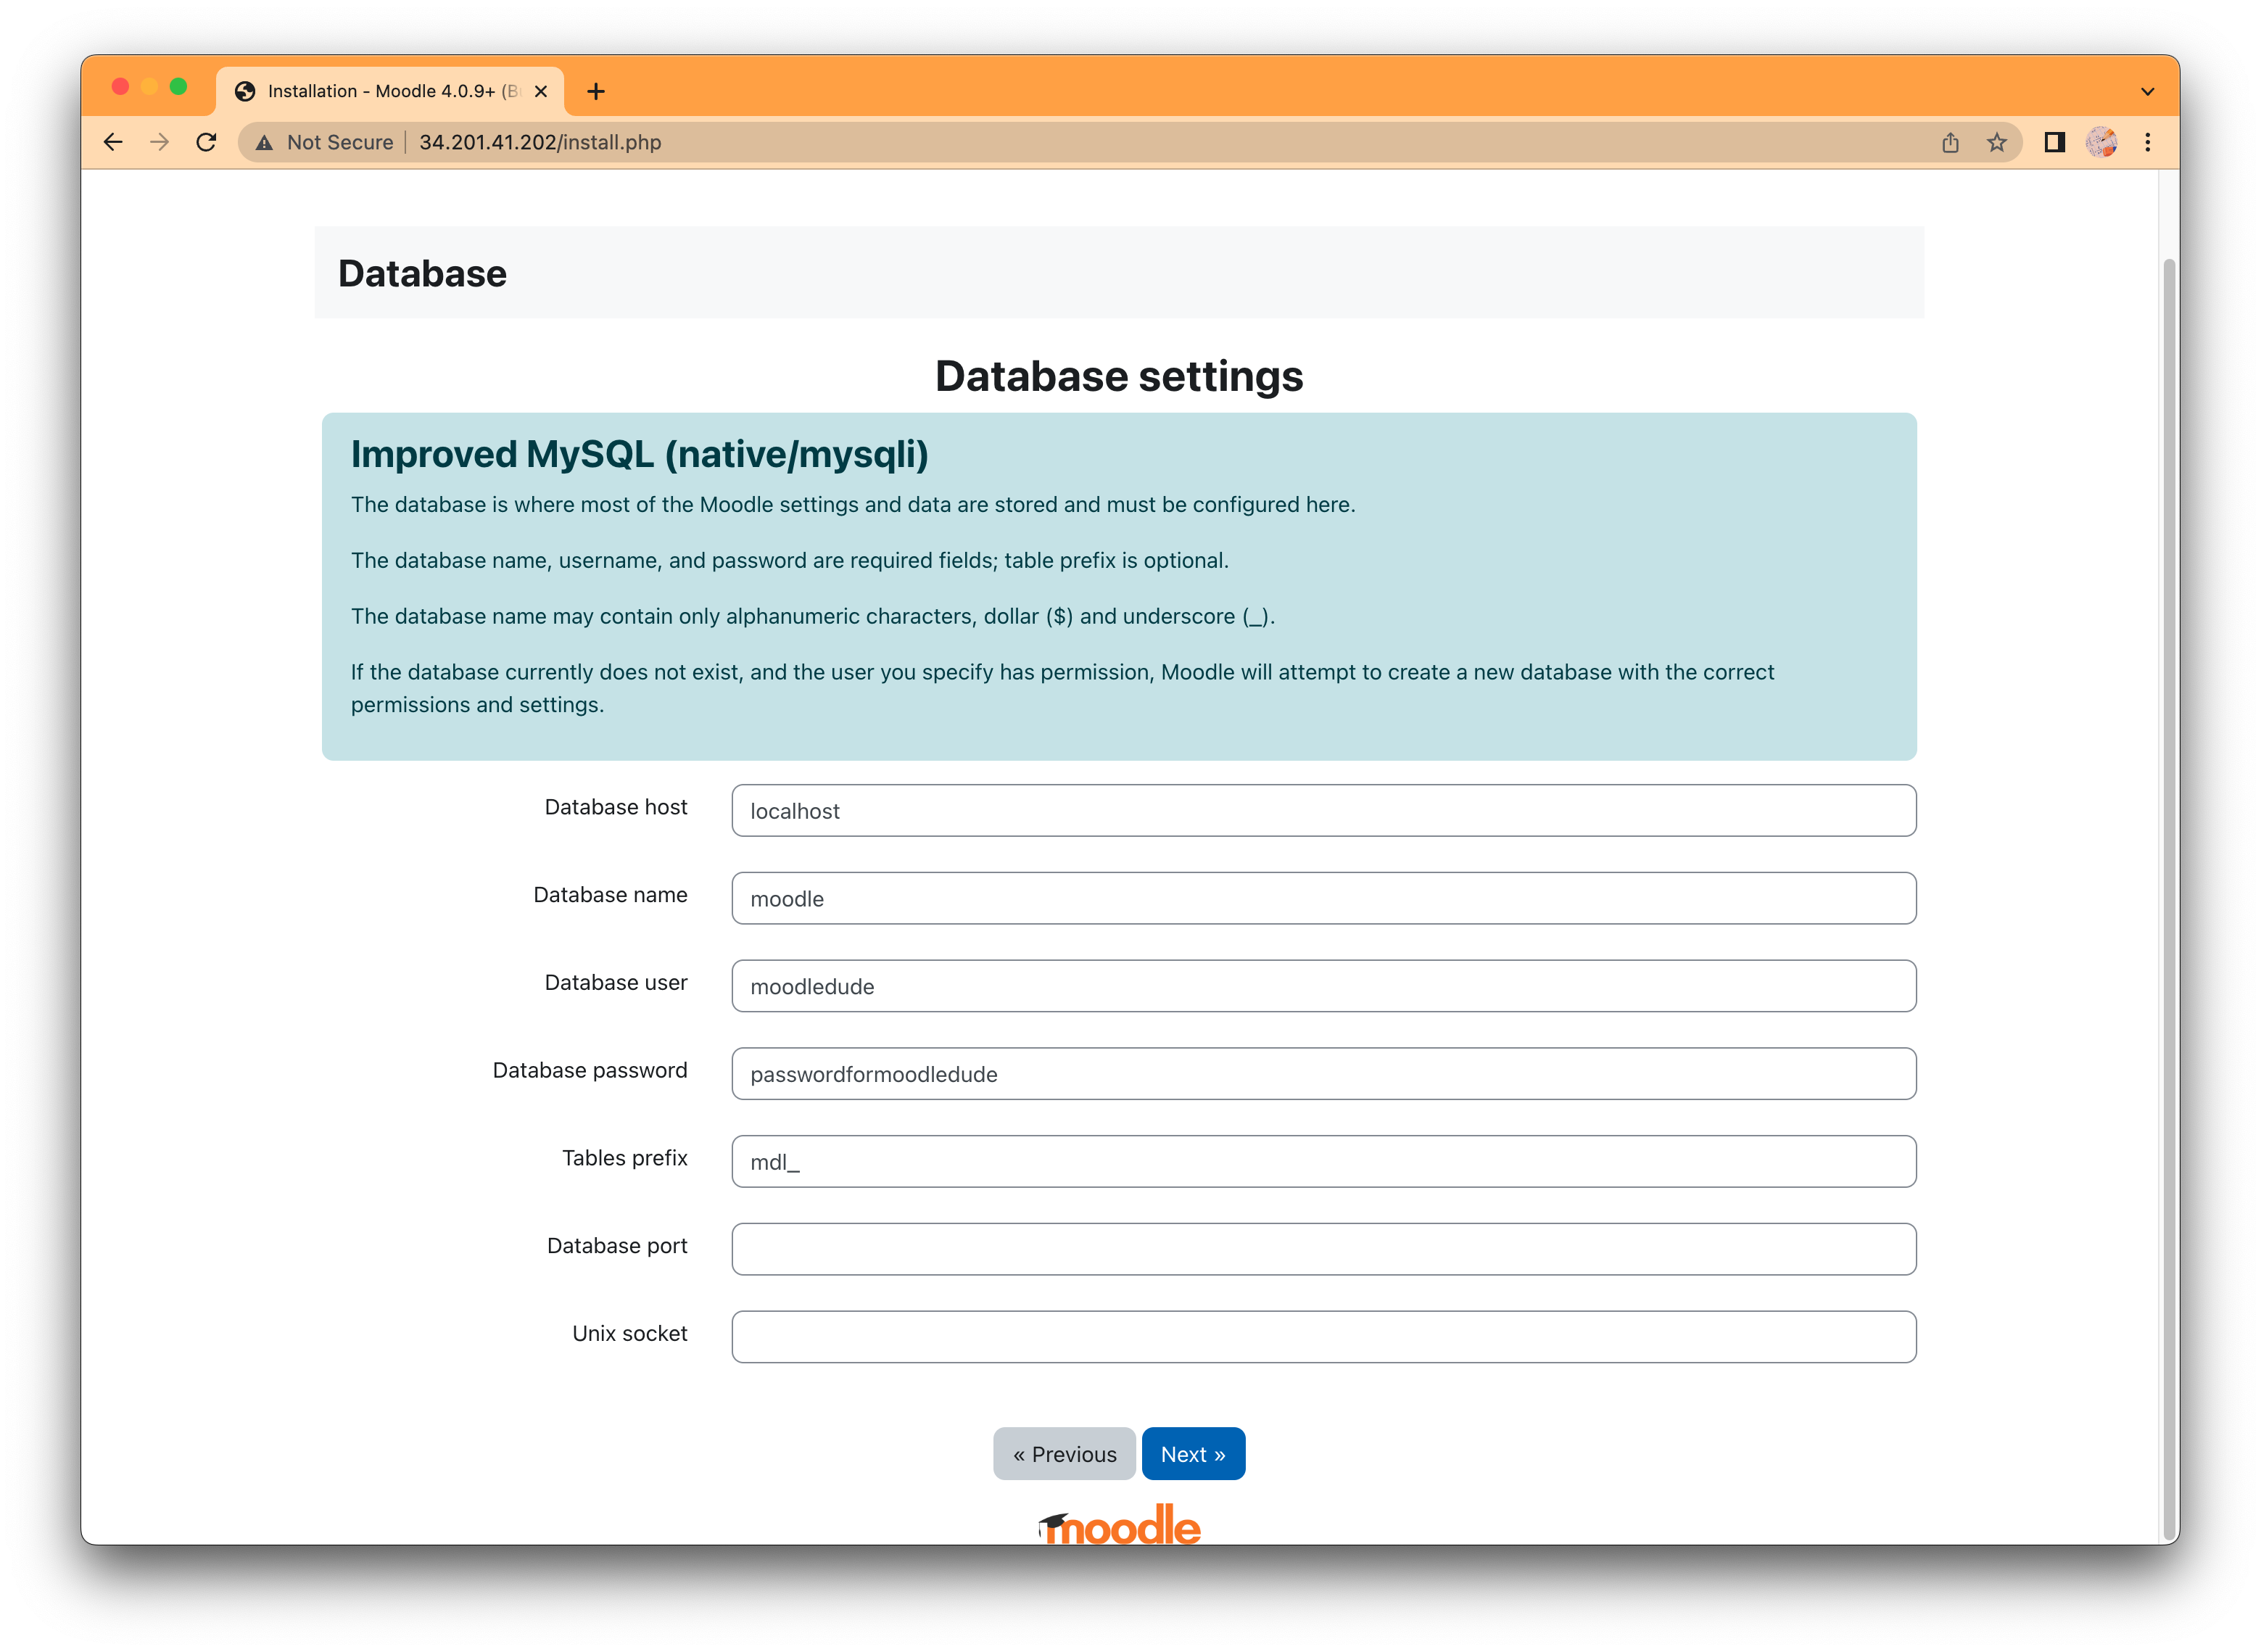 Installation - Moodle 4.0.9+ (B
Not Secure
34.201.41.202/install.php
Database
Database settings
Improved MySQL (native/mysqli)
The database is where most of the Moodle settings and data are stored and must be configured here.
The database name, username, and password are required fields; table prefix is optional.
The database name may contain only alphanumeric characters, dollar ($) and underscore (_).
If the database currently does not exist, and the user you specify has permission, Moodle will attempt to create a new database with the correct
permissions and settings.
Database host localhost
Database name moodle
Database user moodledude
Database password passwordformoodledude
Tables prefix mdl_
Database port
Unix socket
« Previous Next »
moodle